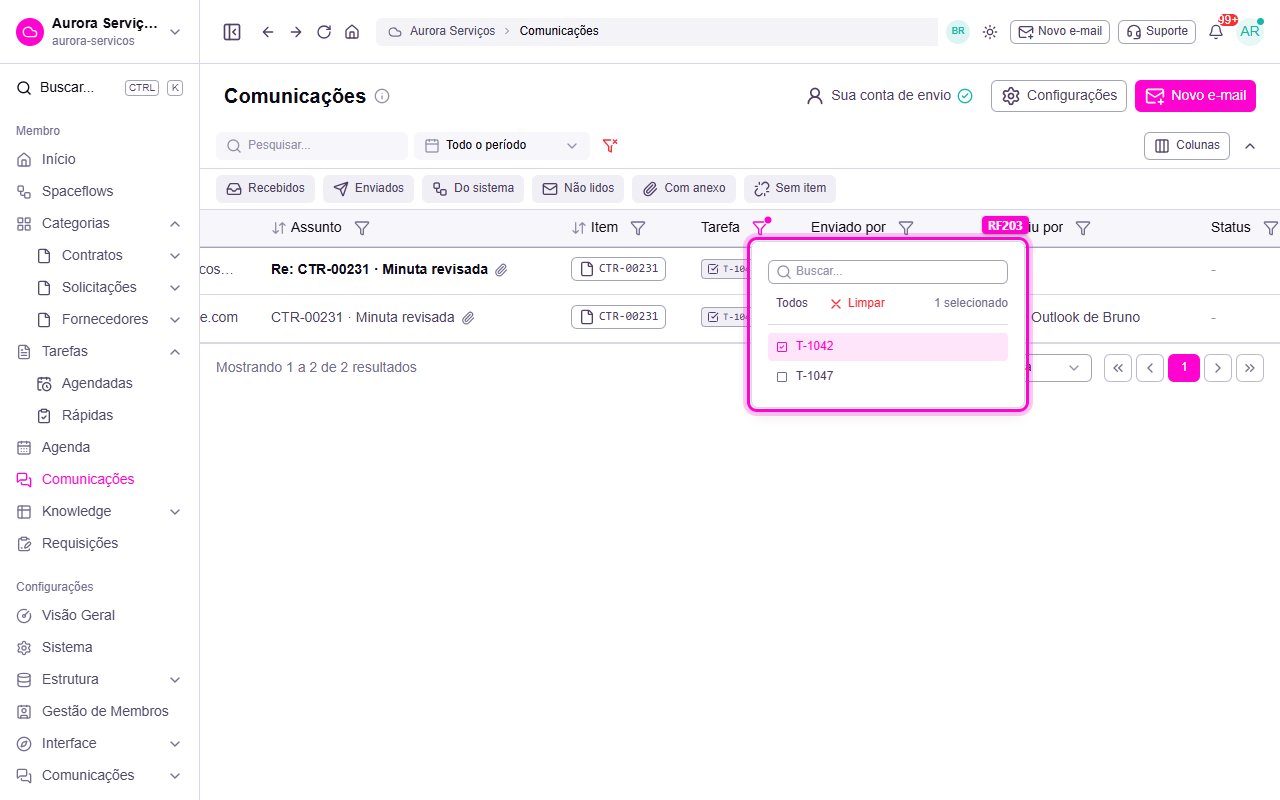 Aurora Serviç...
aurora-servicos
Aurora Serviços
Comunicações
BR
Novo e-mail
Suporte
99+
AR
Buscar...
CTRL
K
Membro
Início
Spaceflows
Categorias
Contratos
Solicitações
Fornecedores
Tarefas
Agendadas
Rápidas
Agenda
Comunicações
Knowledge
Requisições
Configurações
Visão Geral
Sistema
Estrutura
Gestão de Membros
Interface
Comunicações
Comunicações
Sua conta de envio
Configurações
Novo e-mail
Pesquisar...
Todo o período
Colunas
Recebidos
Enviados
Do sistema
Não lidos
Com anexo
Sem item
Assunto
Item
Tarefa
Enviado por
RF203
iu por
Status
cos...
Re: CTR-00231 · Minuta revisada
CTR-00231
T-104
-
e.com
CTR-00231 · Minuta revisada
CTR-00231
T-104
Outlook de Bruno
-
Buscar...
Todos
Limpar
1 selecionado
T-1042
T-1047
Mostrando 1 a 2 de 2 resultados
1